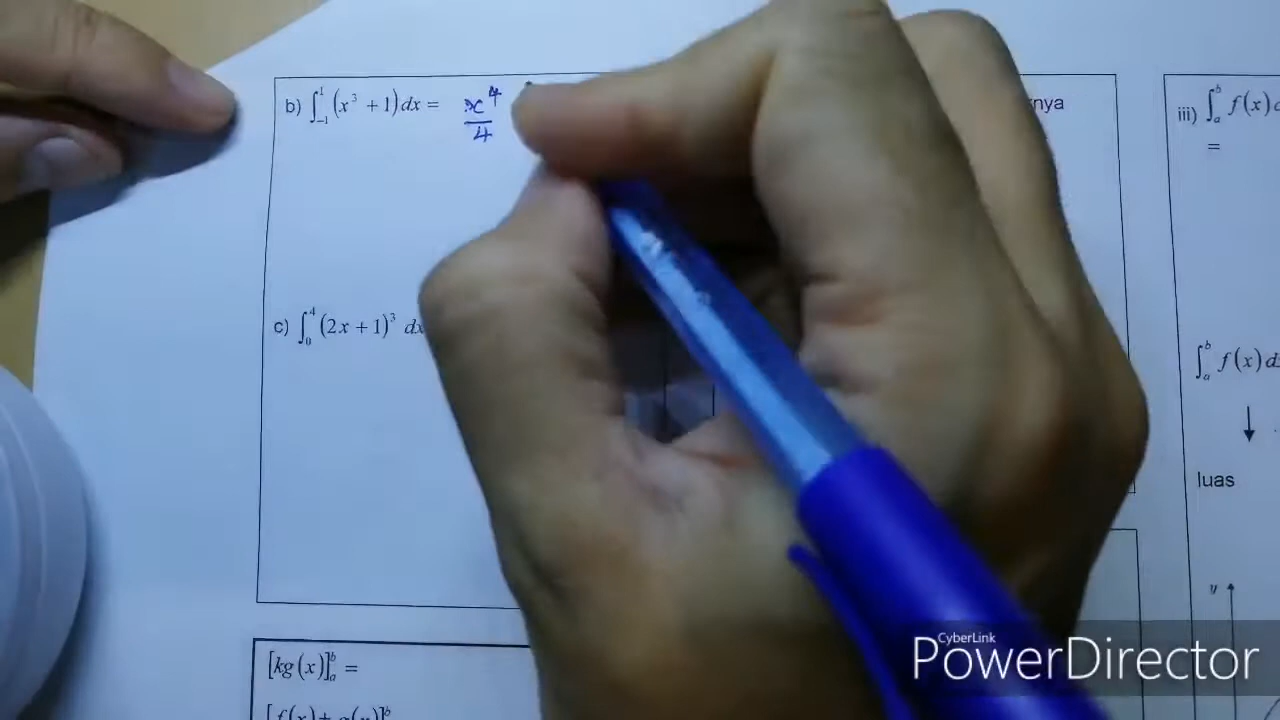 b) ∫₋₁¹ (x³ + 1) dx = x⁴/4
c) ∫₀⁴ (2x + 1)³ dx
[kg(x)]ₐᵇ =
nya
iii) ∫ₐᵇ f(x)
=
∫ₐᵇ f(x) d
luas
y
CyberLink
PowerDirector